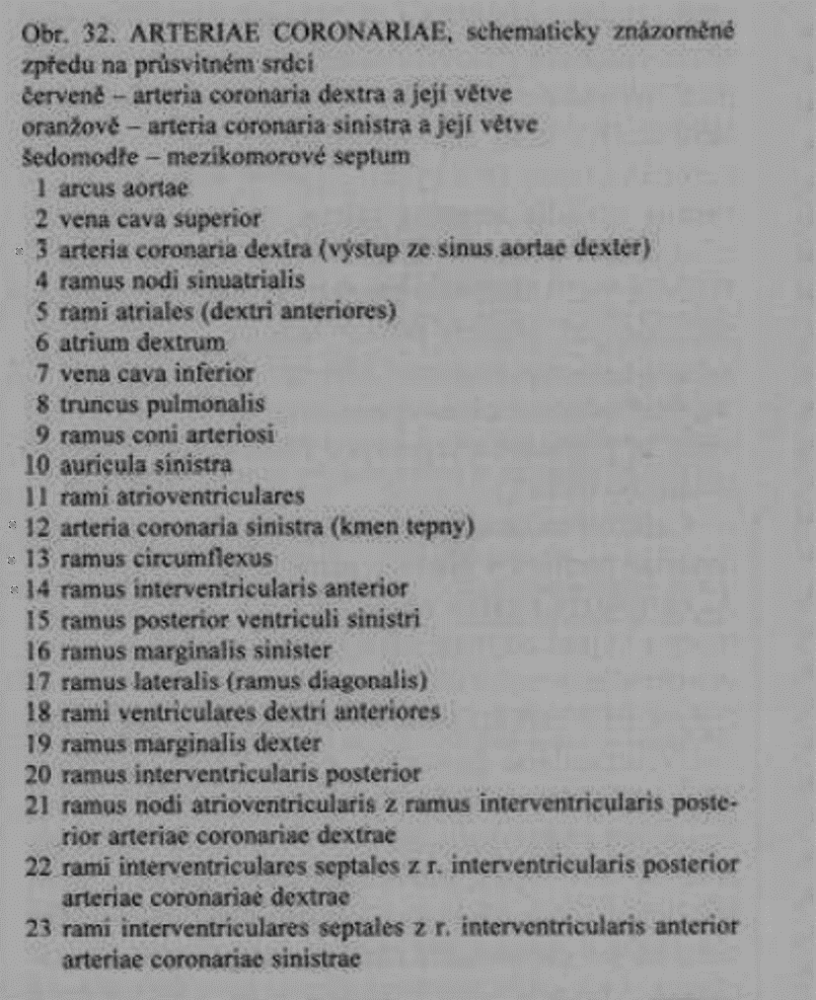 Obr. 32. ARTERIAE CORONARIAE, schematicky znázorněné
zpředu na průsvitném srdci
červeně – arteria coronaria dextra a její větve
oranžově – arteria coronaria sinistra a její větve
šedomodře – mezikomorové septum
1 arcus aortae
2 vena cava superior
× 3 arteria coronaria dextra (výstup ze sinus aortae dexter)
4 ramus nodi sinuatrialis
5 rami atriales (dextri anteriores)
6 atrium dextrum
7 vena cava inferior
8 truncus pulmonalis
9 ramus coni arteriosi
10 auricula sinistra
11 rami atrioventriculares
× 12 arteria coronaria sinistra (kmen tepny)
× 13 ramus circumflexus
× 14 ramus interventricularis anterior
15 ramus posterior ventriculi sinistri
16 ramus marginalis sinister
17 ramus lateralis (ramus diagonalis)
18 rami ventriculares dextri anteriores
19 ramus marginalis dexter
20 ramus interventricularis posterior
21 ramus nodi atrioventricularis z ramus interventricularis poste-
rior arteriae coronariae dextrae
22 rami interventriculares septales z r. interventricularis posterior
arteriae coronariae dextrae
23 rami interventriculares septales z r. interventricularis anterior
arteriae coronariae sinistrae